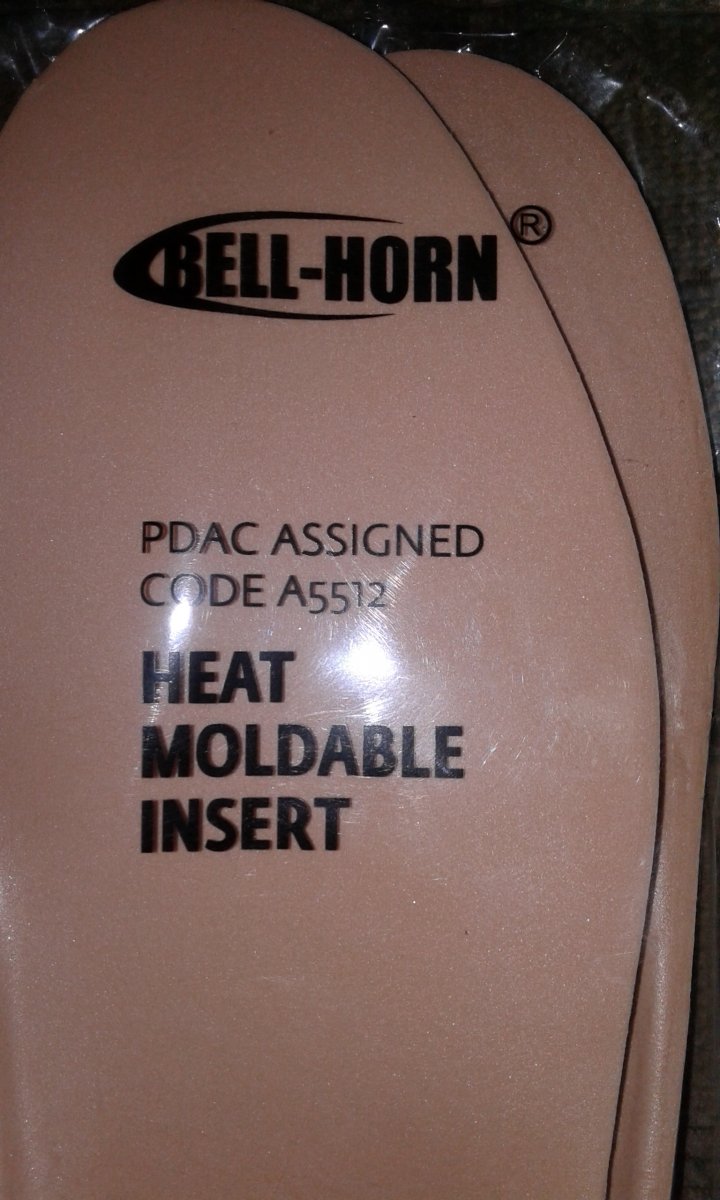 BELL-HORN®
PDAC ASSIGNED
CODE A5512
HEAT
MOLDABLE
INSERT